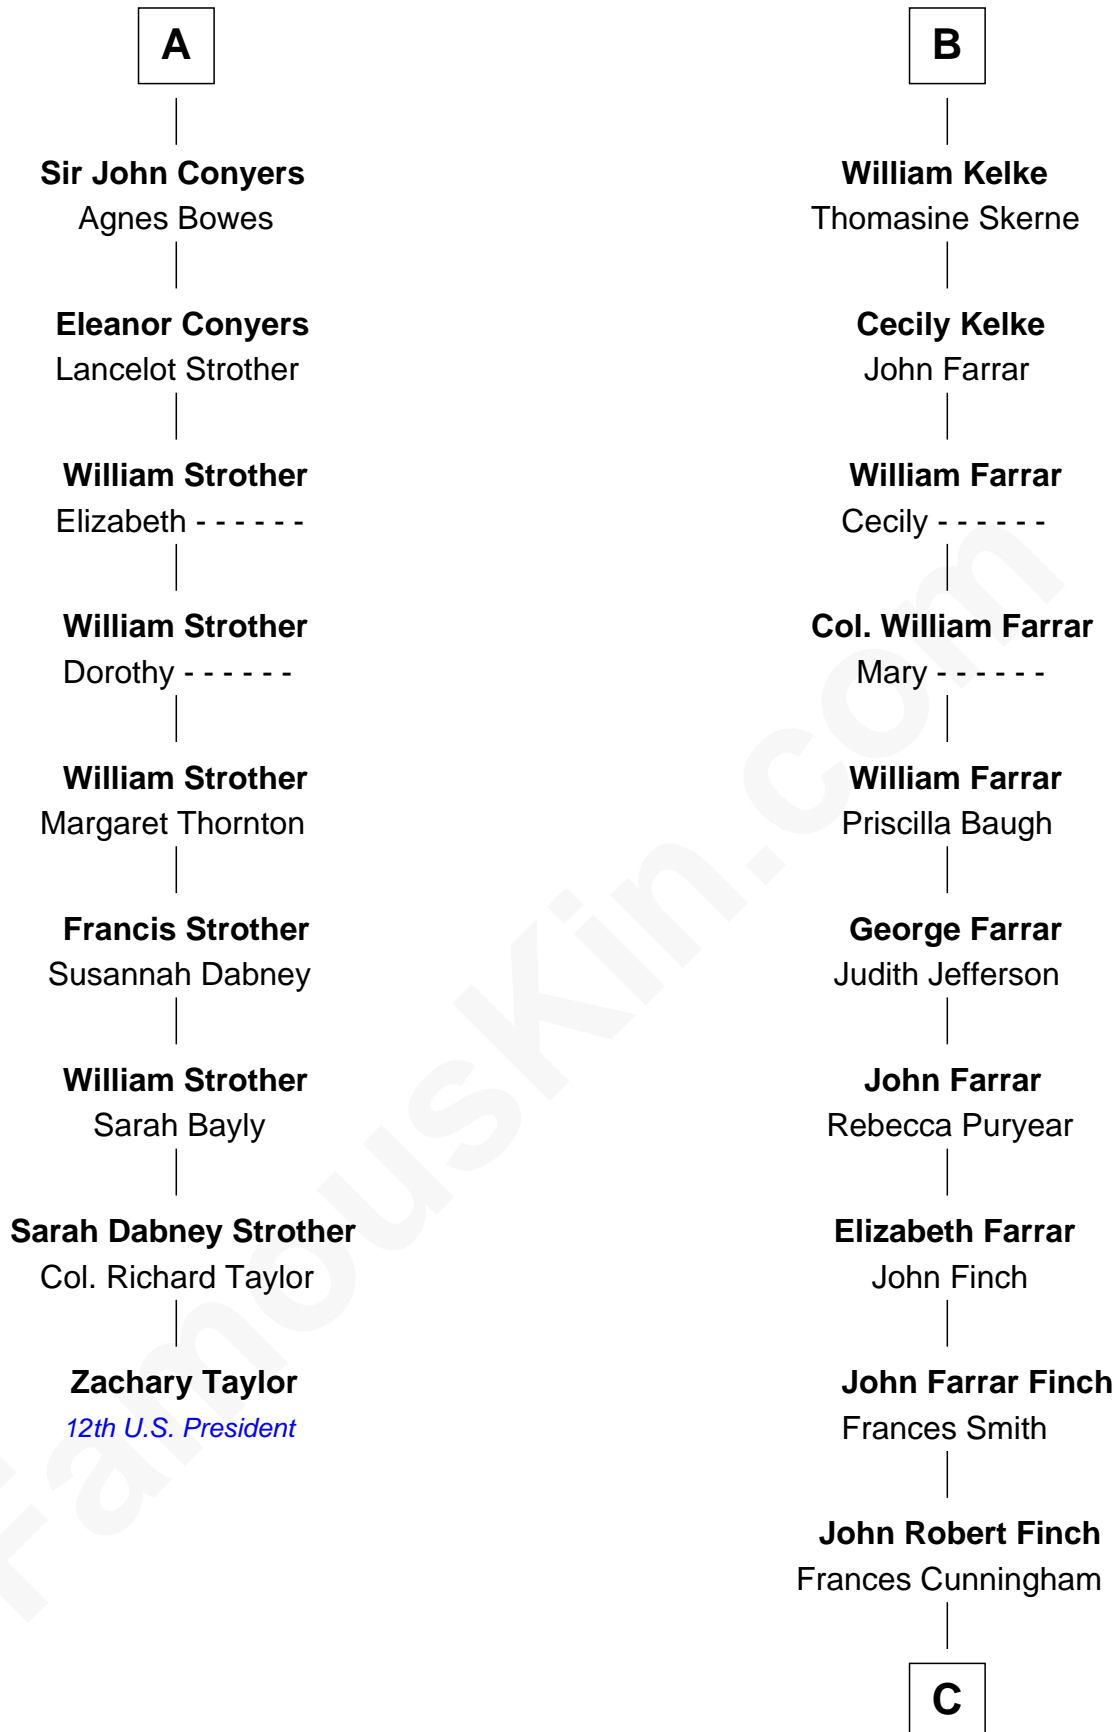 A
Sir John Conyers
Agnes Bowes
Eleanor Conyers
Lancelot Strother
William Strother
Elizabeth - - - - - -
William Strother
Dorothy - - - - - -
William Strother
Margaret Thornton
Francis Strother
Susannah Dabney
William Strother
Sarah Bayly
Sarah Dabney Strother
Col. Richard Taylor
Zachary Taylor
12th U.S. President
B
William Kelke
Thomasine Skerne
Cecily Kelke
John Farrar
William Farrar
Cecily - - - - - -
Col. William Farrar
Mary - - - - - -
William Farrar
Priscilla Baugh
George Farrar
Judith Jefferson
John Farrar
Rebecca Puryear
Elizabeth Farrar
John Finch
John Farrar Finch
Frances Smith
John Robert Finch
Frances Cunningham
C
FamousKin.com